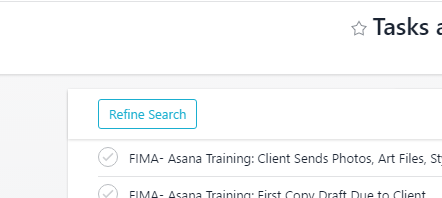 Tasks a
Refine Search
FIMA- Asana Training: Client Sends Photos, Art Files, St
FIMA- Asana Training: First Copy Draft Due to Client